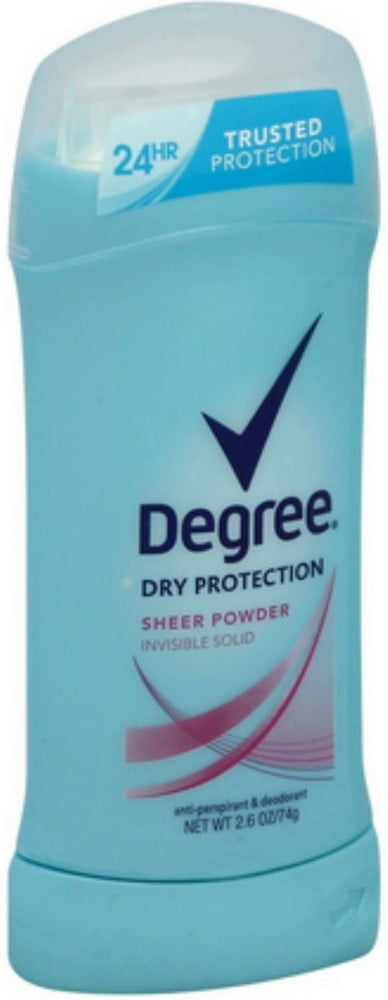 24HR
TRUSTED
PROTECTION
Degree®
DRY PROTECTION
SHEER POWDER
INVISIBLE SOLID
anti-perspirant & deodorant
NET WT 2.6 OZ/74g